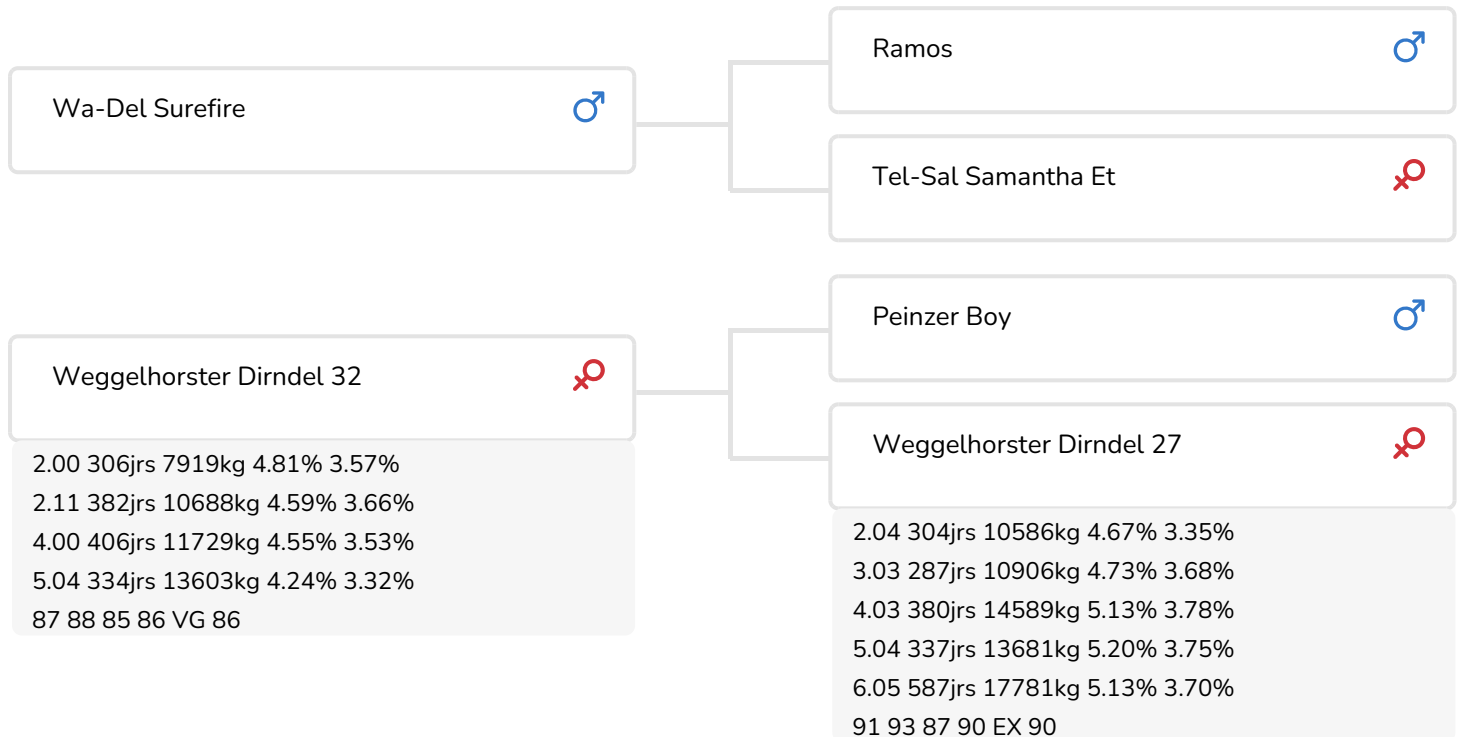 Wa-Del Surefire
Ramos
Tel-Sal Samantha Et
Weggelhorster Dirndel 32
2.00 306jrs 7919kg 4.81% 3.57%
2.11 382jrs 10688kg 4.59% 3.66%
4.00 406jrs 11729kg 4.55% 3.53%
5.04 334jrs 13603kg 4.24% 3.32%
87 88 85 86 VG 86
Peinzer Boy
Weggelhorster Dirndel 27
2.04 304jrs 10586kg 4.67% 3.35%
3.03 287jrs 10906kg 4.73% 3.68%
4.03 380jrs 14589kg 5.13% 3.78%
5.04 337jrs 13681kg 5.20% 3.75%
6.05 587jrs 17781kg 5.13% 3.70%
91 93 87 90 EX 90